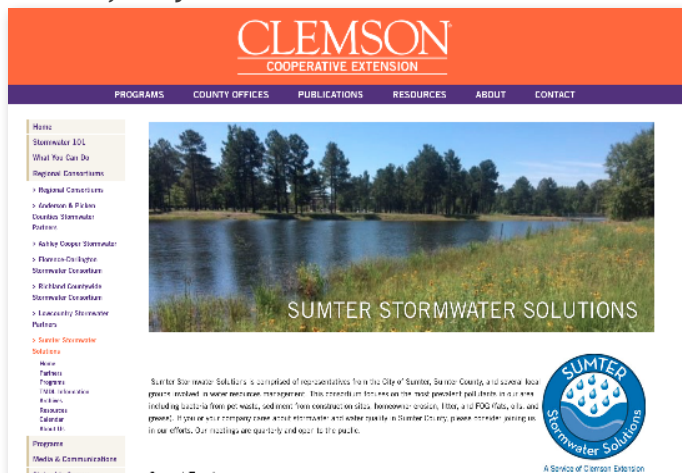 CLEMSON
COOPERATIVE EXTENSION
PROGRAMS COUNTY OFFICES PUBLICATIONS RESOURCES ABOUT CONTACT
Home
Stormwater 101
What You Can Do
Regional Consortiums
> Regional Consortiums
> Anderson & Picken
Counties Stormwater
Partners
> Ashley Cooper Stormwater
> Florence-Darlington
Stormwater Consortium
> Richland Countywide
Stormwater Consortium
> Lowcountry Stormwater
Partners
> Sumter Stormwater
Solutions
Home
Partners
Programs
TMDL Information
Archives
Resources
Calendar
About Us
Programs
Media & Communications
SUMTER STORMWATER SOLUTIONS
Sumter Stormwater Solutions is comprised of representatives from the City of Sumter, Sumter County, and several local
groups involved in water resources management. This consortium focuses on the most prevalent pollutants in our area
including bacteria from pet waste, sediment from construction sites, homeowner erosion, litter, and FOG (fats, oils, and
grease). If you or your company cares about stormwater and water quality in Sumter County, please consider joining us
in our efforts. Our meetings are quarterly and open to the public.
SUMTER
Stormwater Solutions
A Service of Clemson Extension